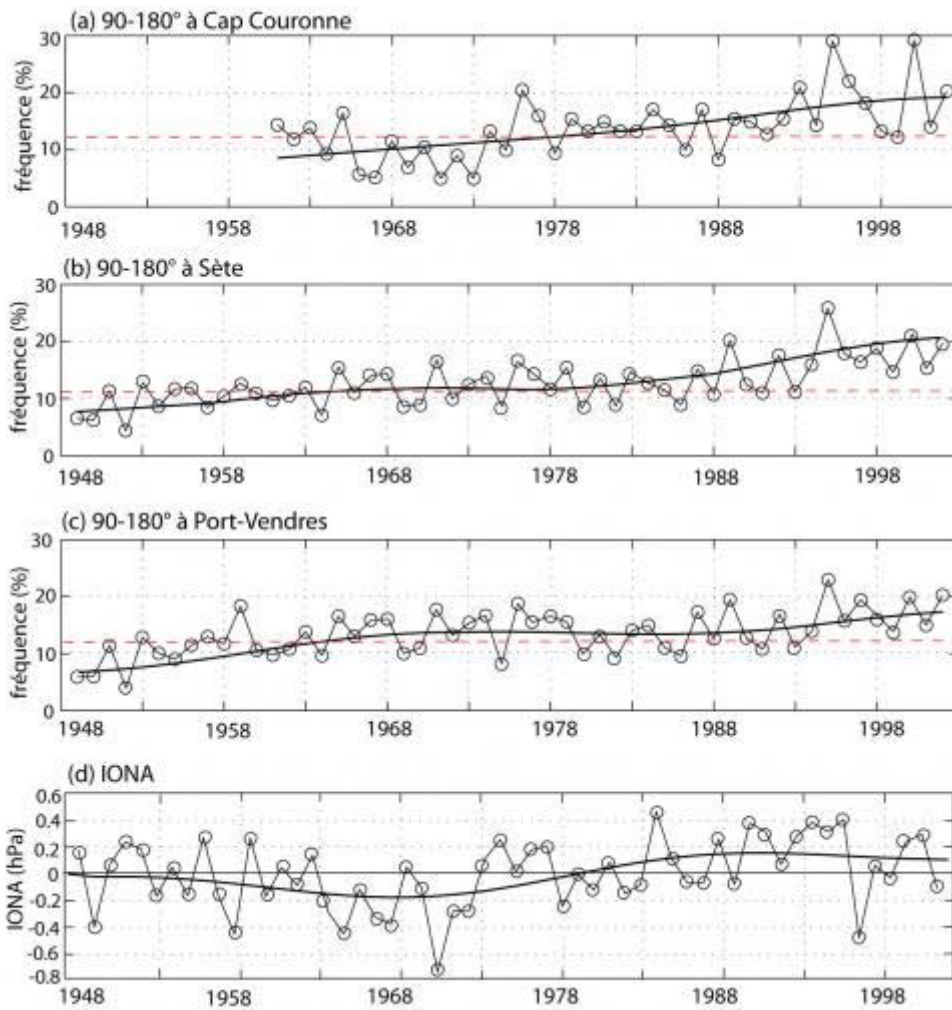 (a) 90-180° à Cap Couronne
fréquence (%)
30
20
10
0
1948 1958 1968 1978 1988 1998
(b) 90-180° à Sète
fréquence (%)
30
20
10
0
1948 1958 1968 1978 1988 1998
(c) 90-180° à Port-Vendres
fréquence (%)
30
20
10
0
1948 1958 1968 1978 1988 1998
(d) IONA
IONA (hPa)
0.6
0.4
0.2
0
-0.2
-0.4
-0.6
-0.8
1948 1958 1968 1978 1988 1998